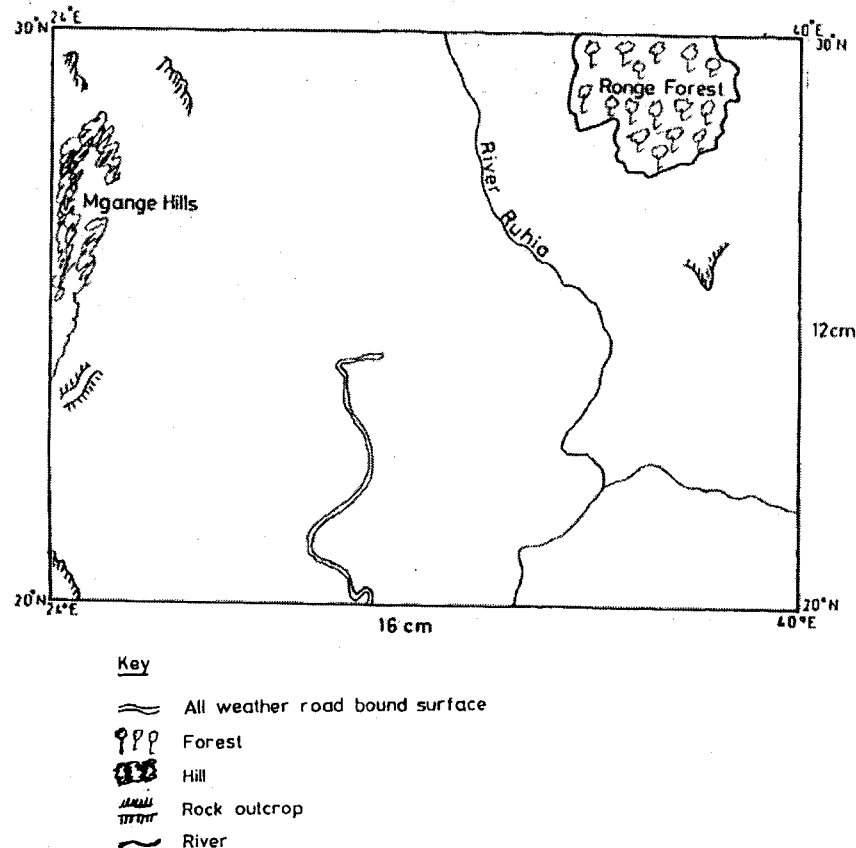 24°E
40°E
30°N
30°N
Ronge Forest
River
Ruhia
Mgange Hills
12cm
20°N
24°E
16 cm
20°N
40°E
Key
All weather road bound surface
Forest
Hill
Rock outcrop
River